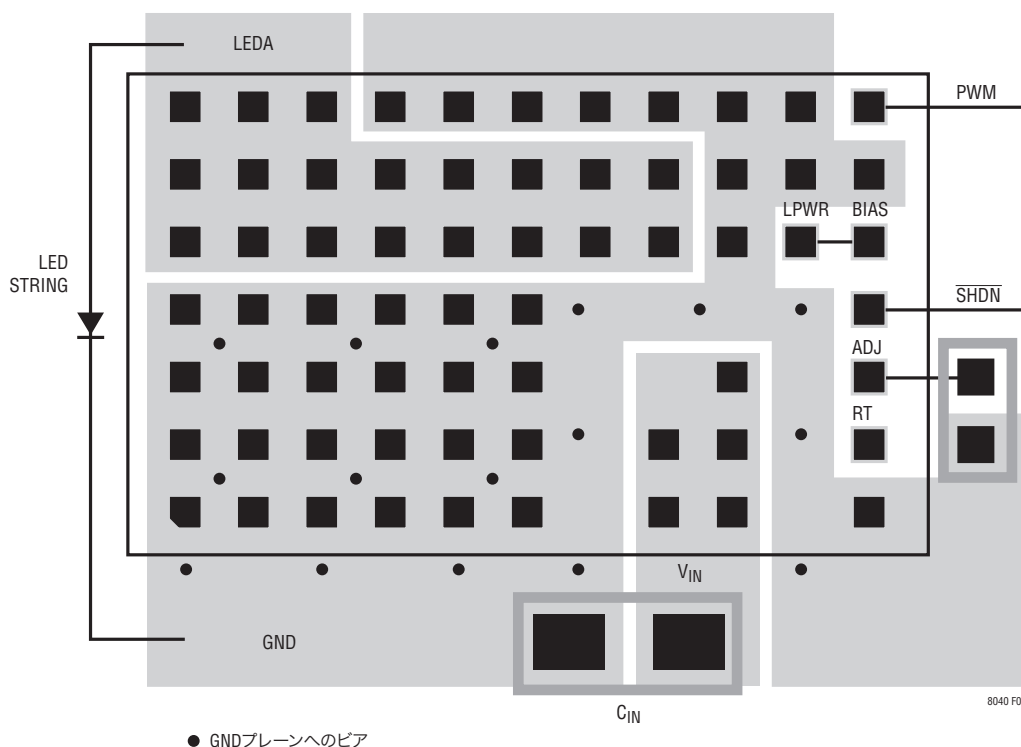 LEDA
PWM
LPWR BIAS
LED
STRING
SHDN
ADJ
RT
VIN
GND
CIN
8040 F0
● GNDプレーンへのビア